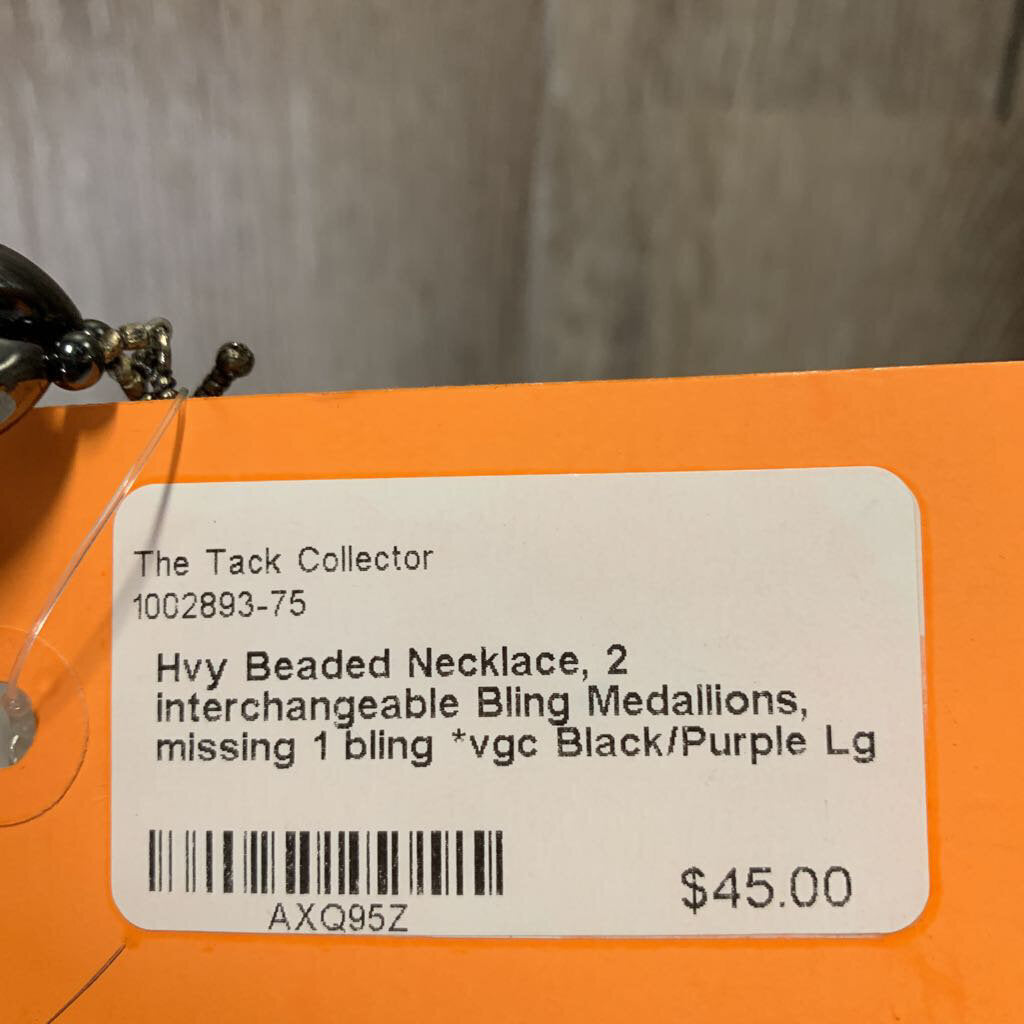 The Tack Collector
1002893-75
Hvy Beaded Necklace, 2
interchangeable Bling Medallions,
missing 1 bling *vgc Black/Purple Lg
AXQ95Z
$45.00